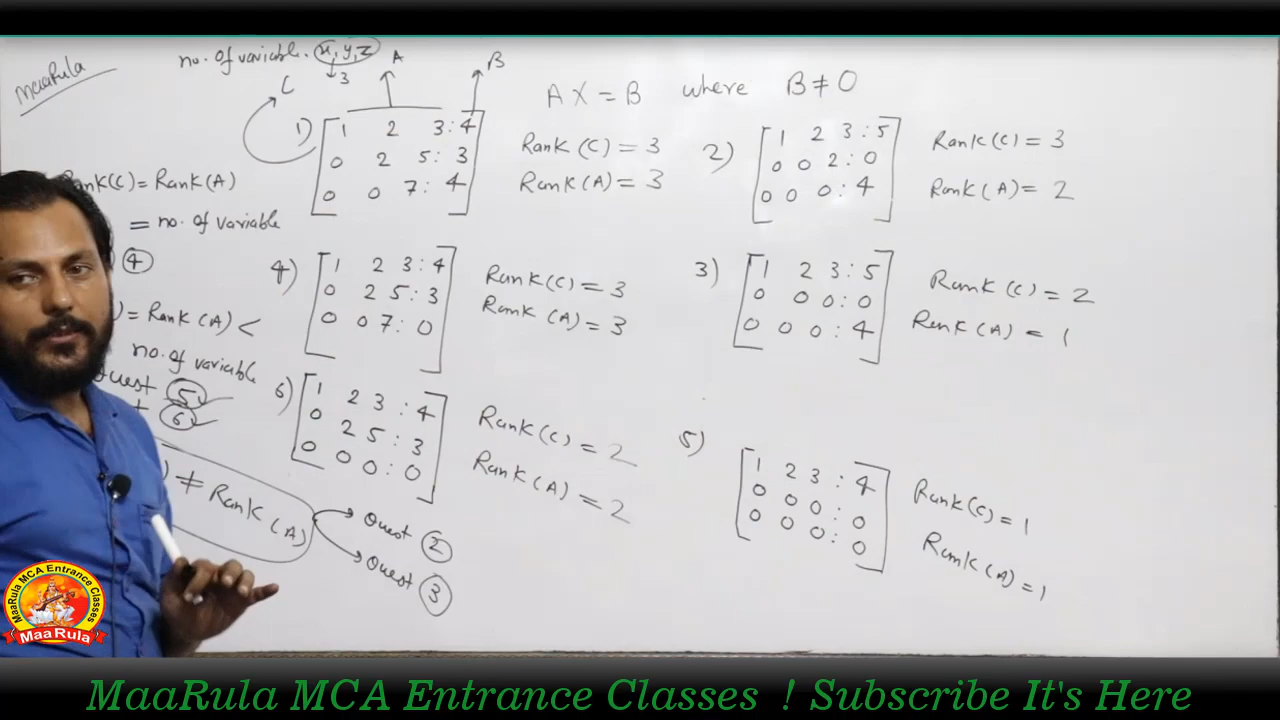 MaaRula
no. of variable. x, y, z
3
A
B
C
AX = B where B ≠ 0
1)
1 2 3 : 4
0 2 5 : 3
0 0 7 : 4
Rank (C) = 3
Rank (A) = 3
2)
1 2 3 : 5
0 0 2 : 0
0 0 0 : 4
Rank (C) = 3
Rank (A) = 2
Rank(C) = Rank(A)
= no. of variable
4
) = Rank (A) <
no. of variable
Quest 5
6
) ≠ Rank (A)
Quest 2
Quest 3
4)
1 2 3 : 4
0 2 5 : 3
0 0 7 : 0
Rank (C) = 3
Rank (A) = 3
3)
1 2 3 : 5
0 0 0 : 0
0 0 0 : 4
Rank (C) = 2
Rank (A) = 1
6)
1 2 3 : 4
0 2 5 : 3
0 0 0 : 0
Rank (C) = 2
Rank (A) = 2
5)
1 2 3 : 4
0 0 0 : 0
0 0 0 : 0
Rank (C) = 1
Rank (A) = 1
MaaRula MCA Entrance Classes
MaaRula
MaaRula MCA Entrance Classes ! Subscribe It's Here